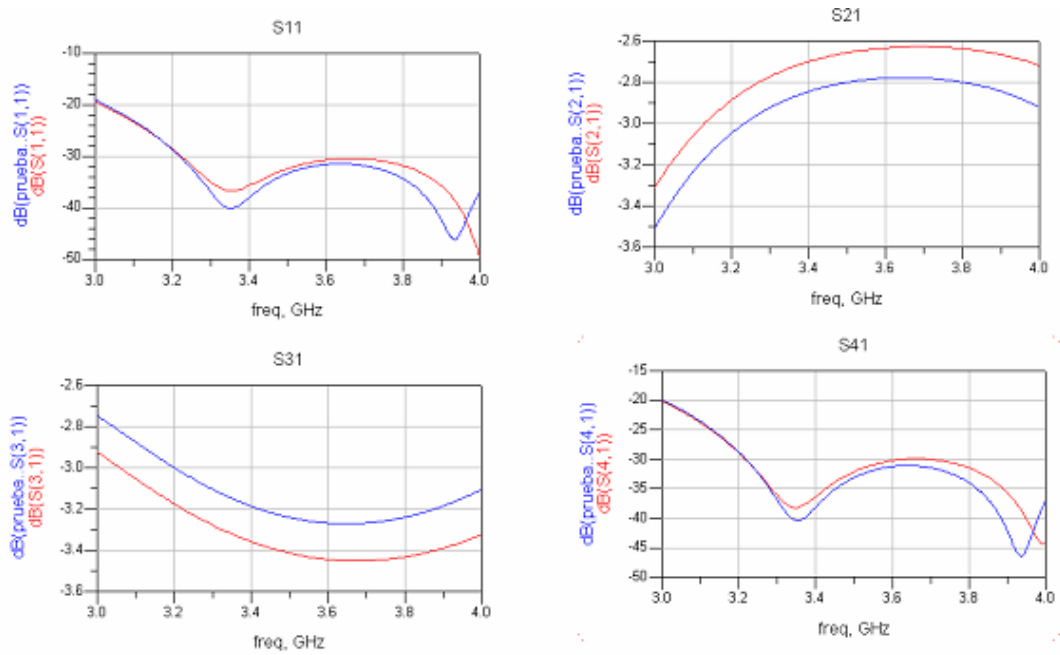 S11
dB(prueba..S(1,1))
dB(S(1,1))
-10
-20
-30
-40
-50
3.0 3.2 3.4 3.6 3.8 4.0
freq, GHz
S21
dB(prueba..S(2,1))
dB(S(2,1))
-2.6
-2.8
-3.0
-3.2
-3.4
-3.6
3.0 3.2 3.4 3.6 3.8 4.0
freq, GHz
S31
dB(prueba..S(3,1))
dB(S(3,1))
-2.6
-2.8
-3.0
-3.2
-3.4
-3.6
3.0 3.2 3.4 3.6 3.8 4.0
freq, GHz
S41
dB(prueba..S(4,1))
dB(S(4,1))
-15
-20
-25
-30
-35
-40
-45
-50
3.0 3.2 3.4 3.6 3.8 4.0
freq, GHz